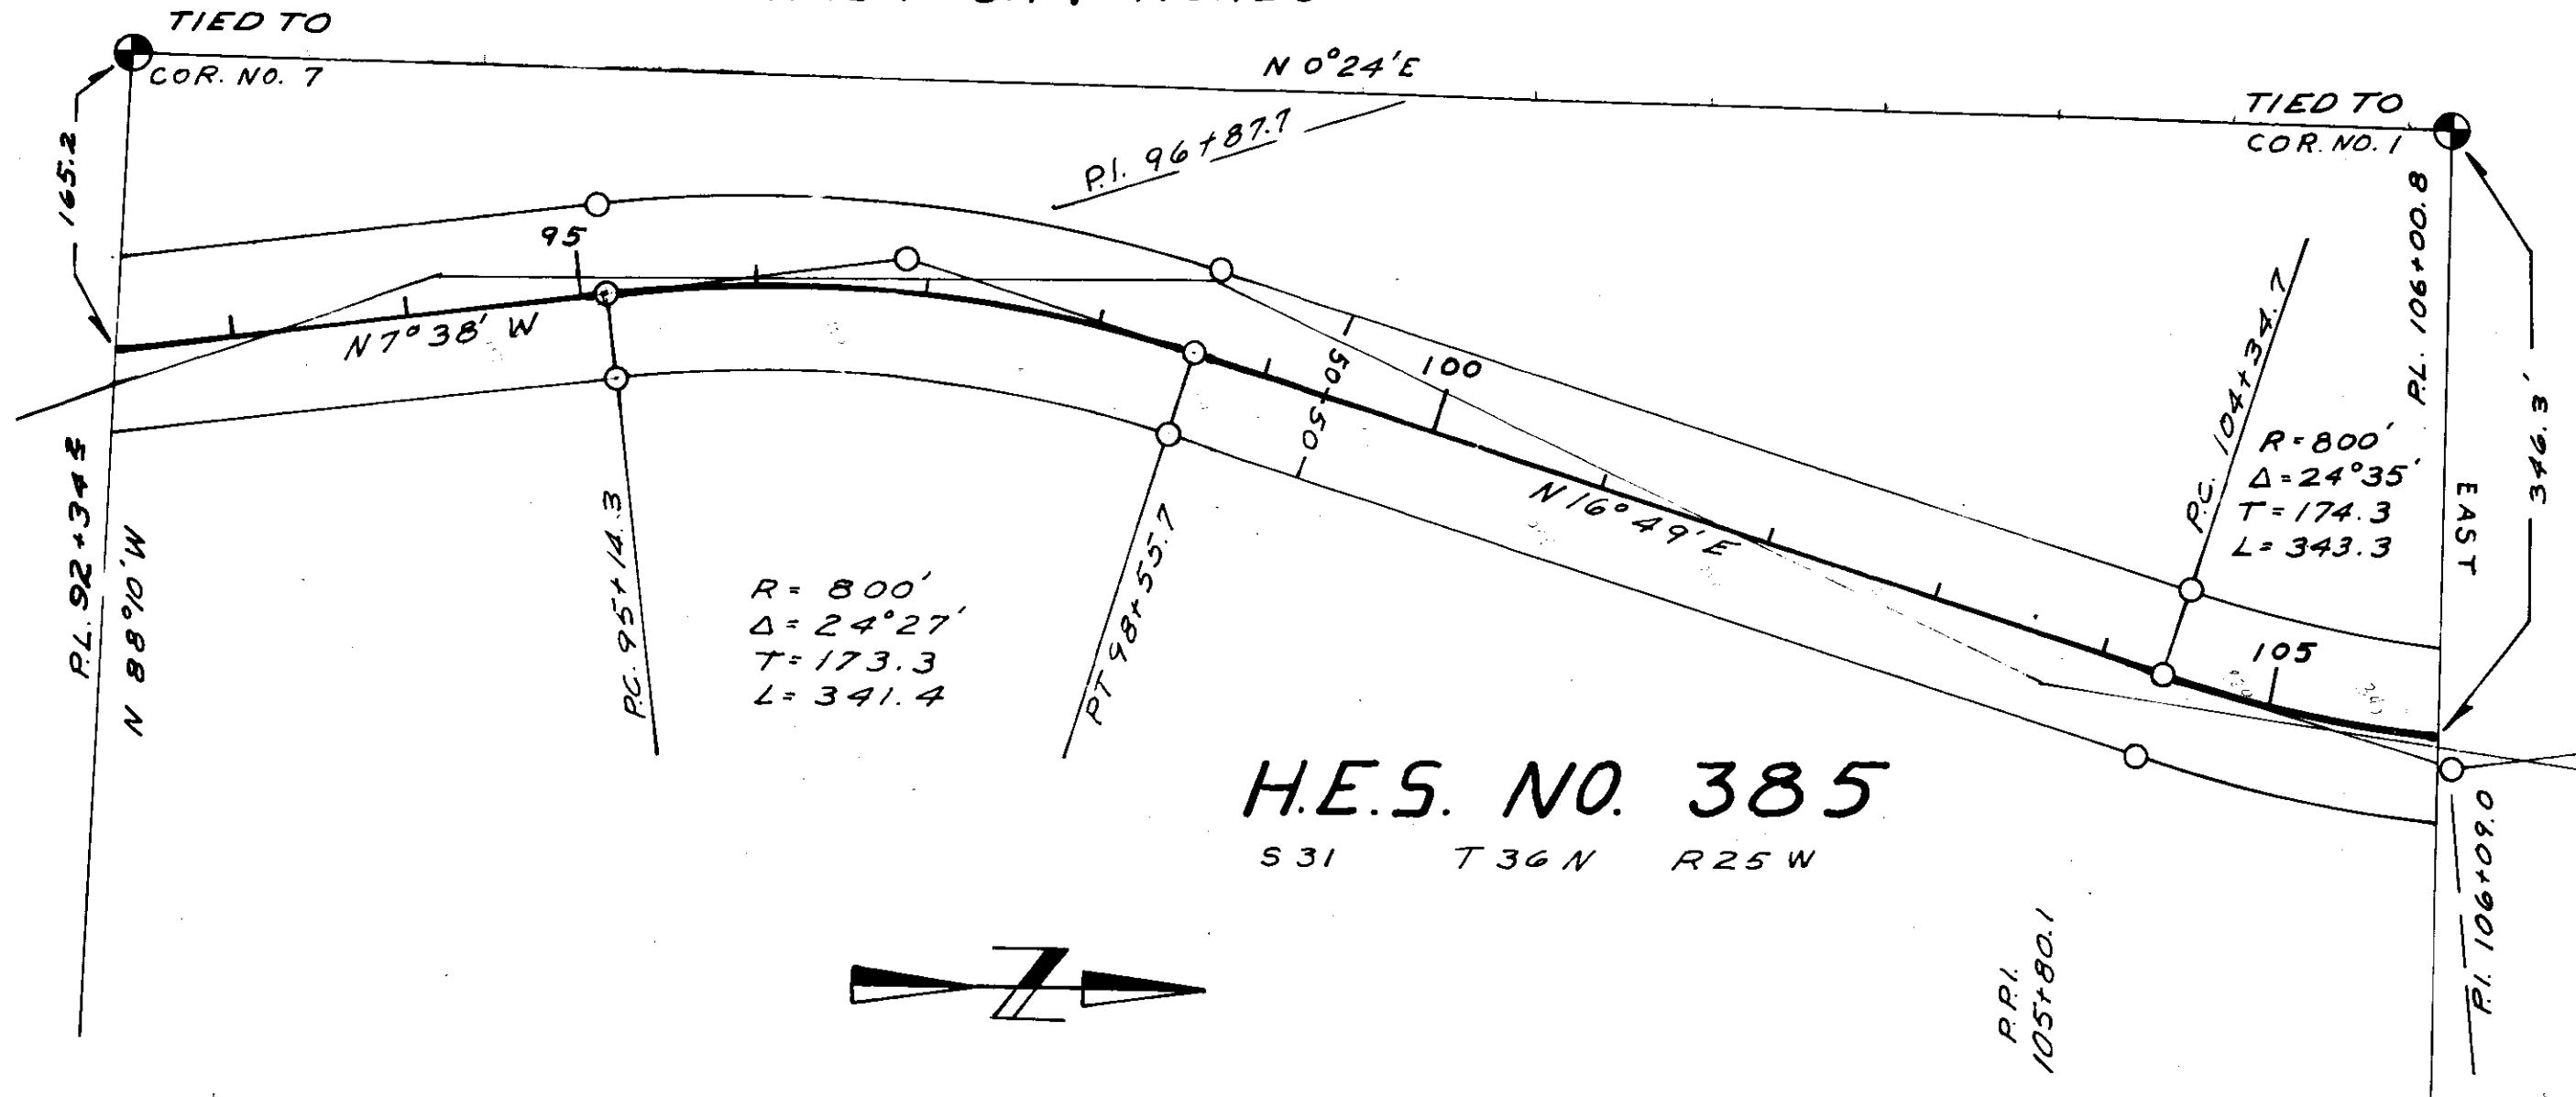 TIED TO
COR. NO. 7
N 0°24'E
TIED TO
COR. NO. 1
165.2
P.I. 96+87.7
P.L. 106+00.8
346.3'
95
N 7°38' W
50
50
100
P.C. 104+34.7
R=800'
Δ=24°35'
T=174.3
L=343.3
EAST
P.L. 92+34
N 88°10'W
P.C. 95+14.3
R= 800'
Δ= 24°27'
T= 173.3
L= 341.4
PT 98+55.7
N 16°49'E
105
H.E.S. NO. 385
S 31 T 36 N R 25 W
P.I. 106+09.0
P.P.I.
105+80.1